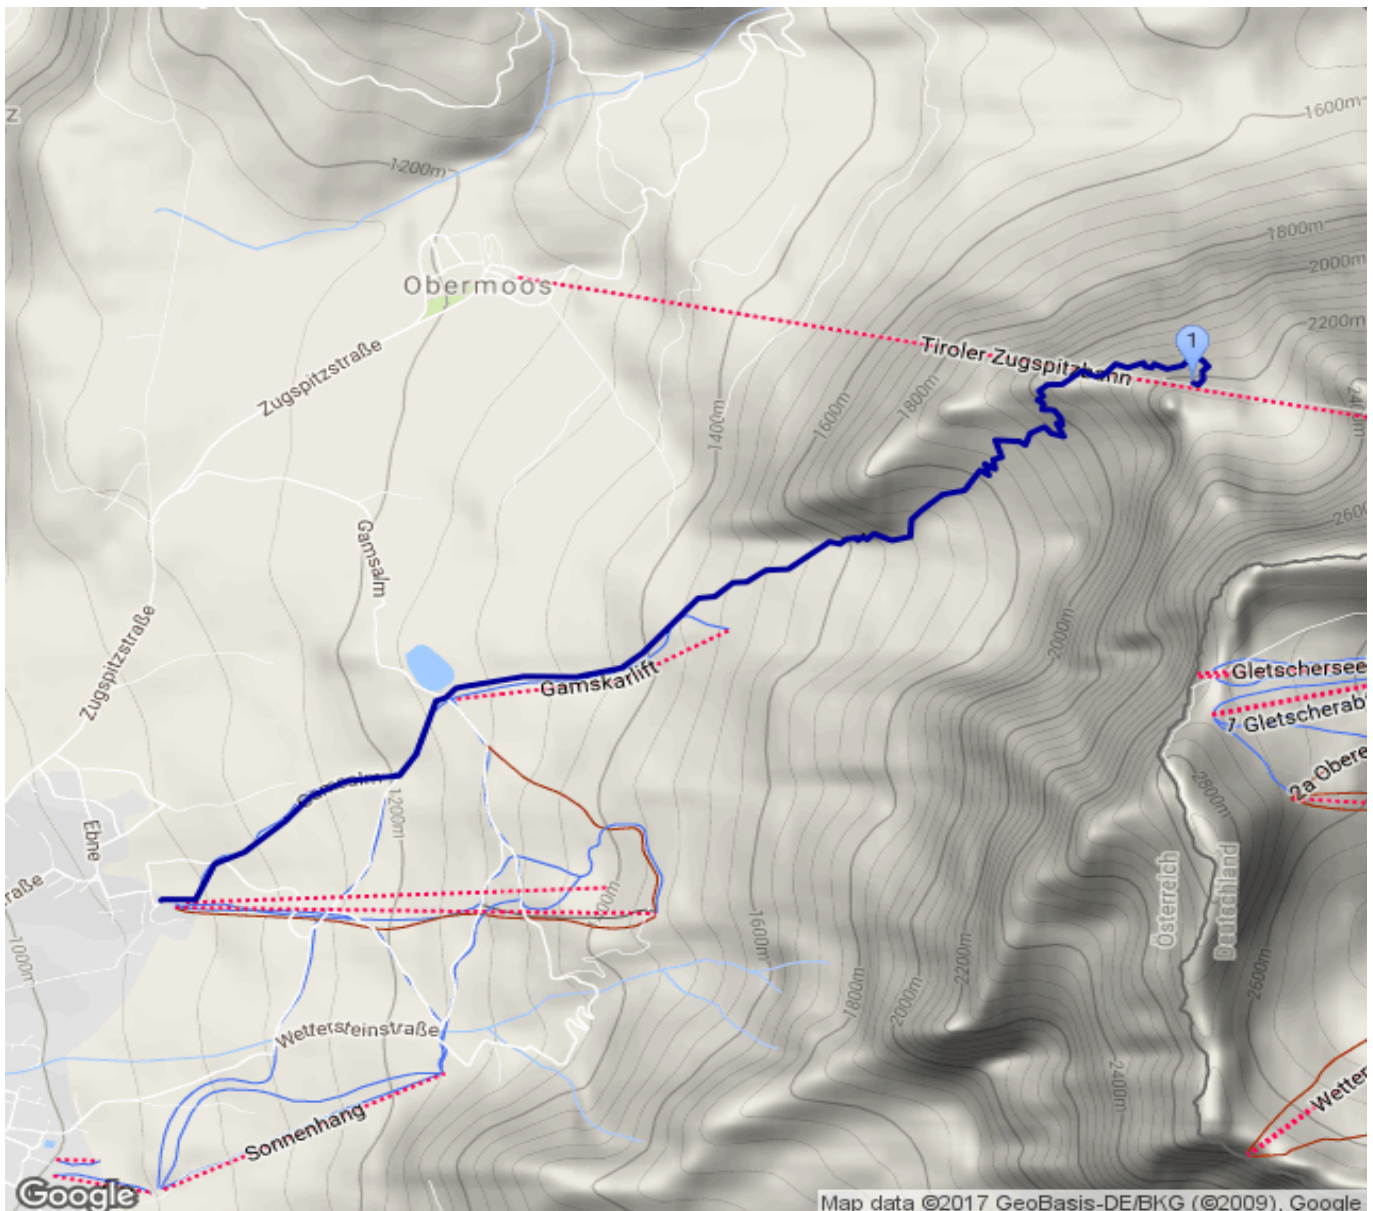 z
1600m
1200m
1800m
2000m
Obermoos
2200m
1
Tiroler Zugspitzbahn
Zugspitzstraße
1800m
1600m
1400m
2600
Gamsalm
2000m
Zugspitzstraße
Gletschersee
Gamskarlift
7 Gletscherab
2a Obere
2800m
Gamsalm
1200m
Ebne
traße
Österreich
Deutschland
1600m
1000m
2200m
2600m
1800m
2000m
Wettersteinstraße
2400m
Wetter
Sonnenhang
Google
Map data ©2017 GeoBasis-DE/BKG (©2009), Google